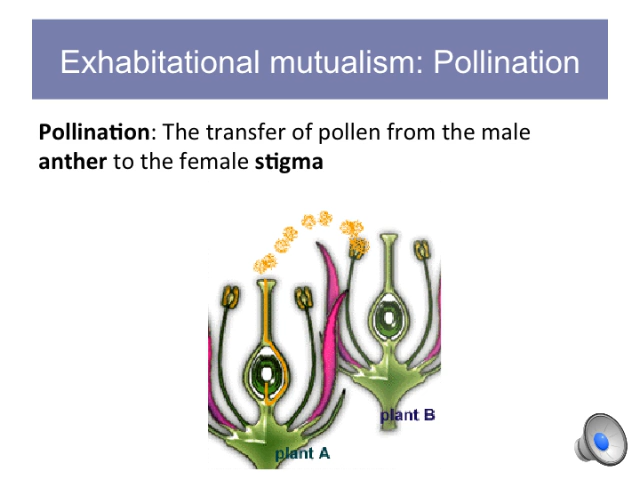 Exhabitational mutualism: Pollination
Pollination: The transfer of pollen from the male
anther to the female stigma
plant B
plant A